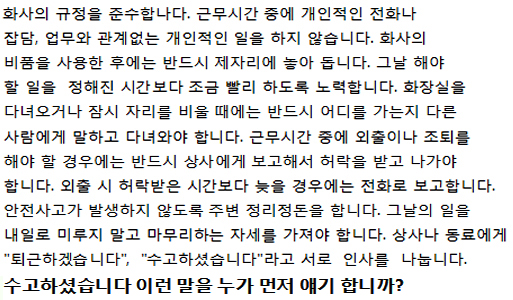 회사의 규정을 준수합나다. 근무시간 중에 개인적인 전화나
잡담, 업무와 관계없는 개인적인 일을 하지 않습니다. 회사의
비품을 사용한 후에는 반드시 제자리에 놓아 둡니다. 그날 해야
할 일을 정해진 시간보다 조금 빨리 하도록 노력합니다. 화장실을
다녀오거나 잠시 자리를 비울 때에는 반드시 어디를 가는지 다른
사람에게 말하고 다녀와야 합니다. 근무시간 중에 외출이나 조퇴를
해야 할 경우에는 반드시 상사에게 보고해서 허락을 받고 나가야
합니다. 외출 시 허락받은 시간보다 늦을 경우에는 전화로 보고합니다.
안전사고가 발생하지 않도록 주변 정리정돈을 합니다. 그날의 일을
내일로 미루지 말고 마무리하는 자세를 가져야 합니다. 상사나 동료에게
"퇴근하겠습니다", "수고하셨습니다"라고 서로 인사를 나눕니다.
수고하셨습니다 이런 말을 누가 먼저 얘기 합니까?